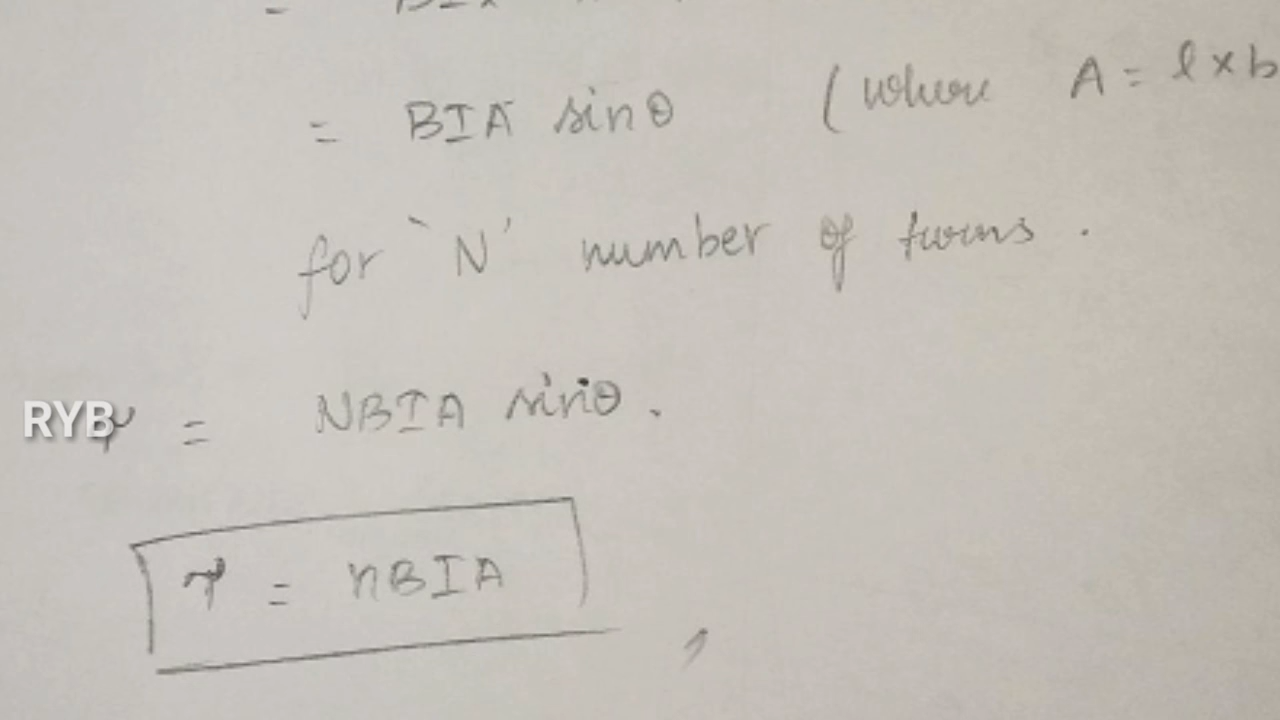 = BIA sinθ (where A = l×b
for `N' number of turns.
RYB
τ = NBIA sinθ.
τ = nBIA ,